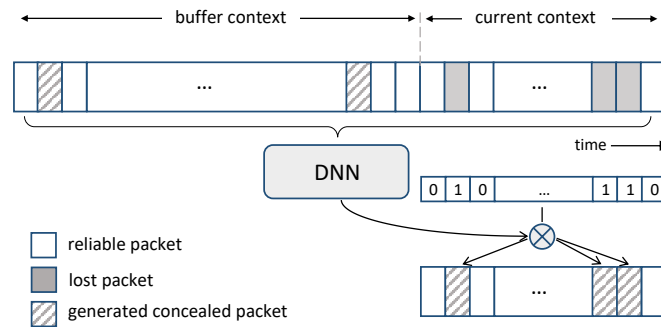 buffer context
current context
...
...
time
DNN
0 1 0 ... 1 1 0
reliable packet
lost packet
generated concealed packet
...